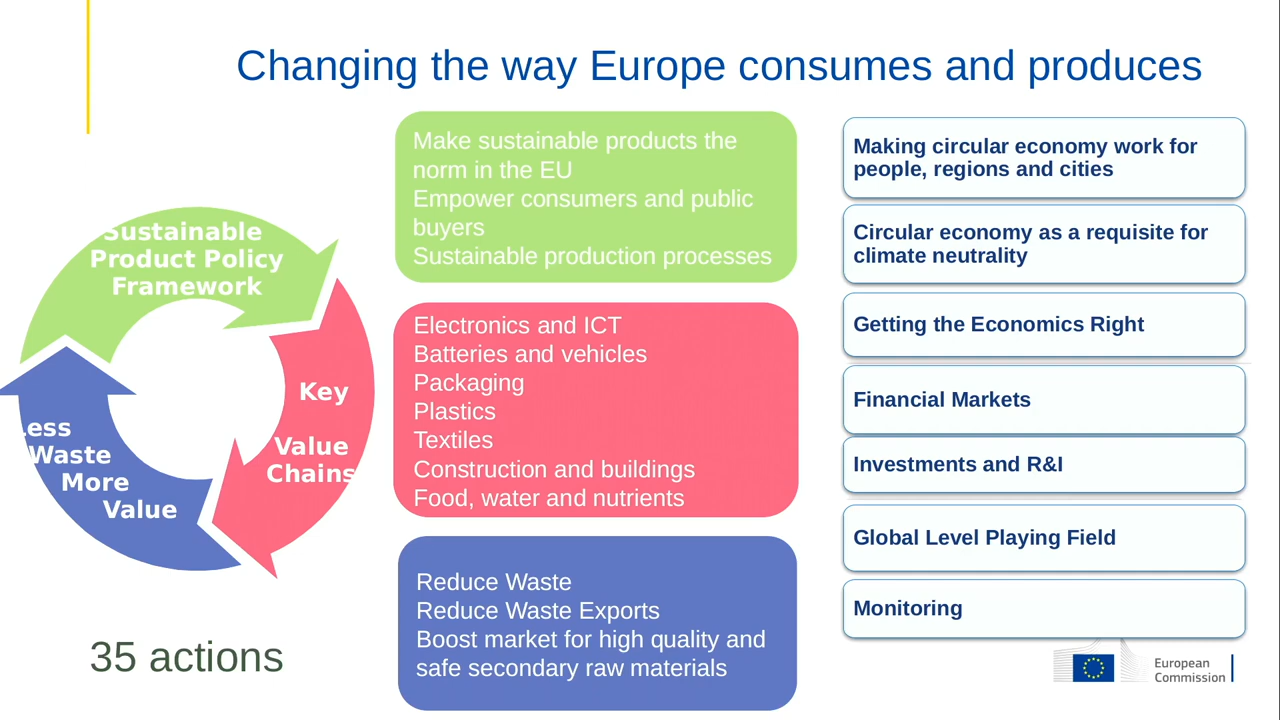 Changing the way Europe consumes and produces
Sustainable
Product Policy
Framework
Key
Value
Chains
Less
Waste
More
Value
35 actions
Make sustainable products the
norm in the EU
Empower consumers and public
buyers
Sustainable production processes
Electronics and ICT
Batteries and vehicles
Packaging
Plastics
Textiles
Construction and buildings
Food, water and nutrients
Reduce Waste
Reduce Waste Exports
Boost market for high quality and
safe secondary raw materials
Making circular economy work for
people, regions and cities
Circular economy as a requisite for
climate neutrality
Getting the Economics Right
Financial Markets
Investments and R&I
Global Level Playing Field
Monitoring
European
Commission